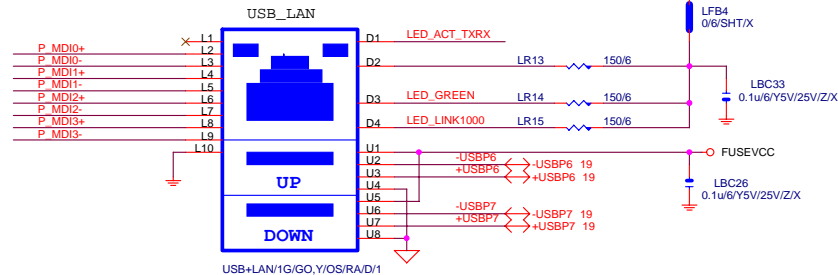 USB_LAN
LFB4
0/6/SHT/X
L1 D1 LED_ACT_TXRX
P_MDI0+ L2
P_MDI0- L3 D2 LR13 150/6
P_MDI1+ L4
P_MDI1- L5
P_MDI2+ L6 D3 LED_GREEN LR14 150/6
P_MDI2- L7
P_MDI3+ L8 D4 LED_LINK1000 LR15 150/6
P_MDI3- L9
LBC33
0.1u/6/Y5V/25V/Z/X
L10 U1 FUSEVCC
U2 -USBP6 -USBP6 19
U3 +USBP6 +USBP6 19
UP U4
U5
LBC26
0.1u/6/Y5V/25V/Z/X
U6 -USBP7 -USBP7 19
U7 +USBP7 +USBP7 19
DOWN U8
USB+LAN/1G/GO,Y/OS/RA/D/1